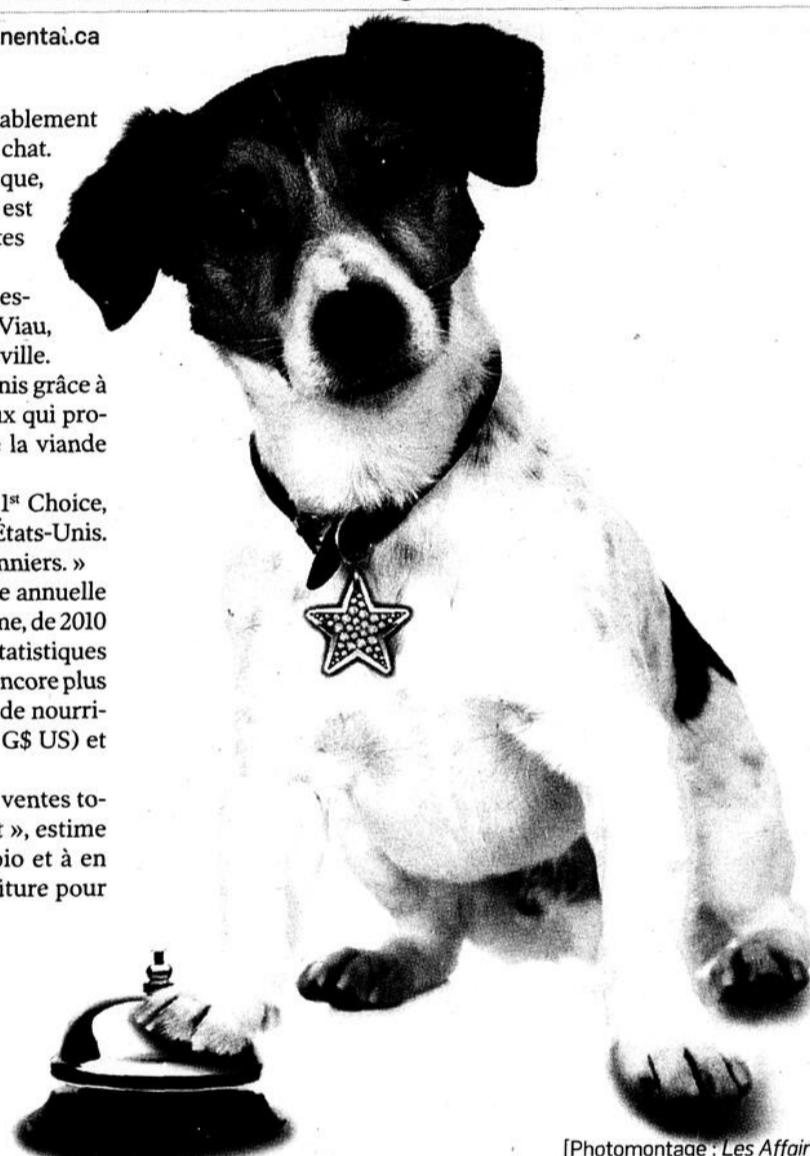 nental.ca
ablement
chat.
que,
est
tes
es-
Viau,
ville.
nis grâce à
ux qui pro-
la viande
1st Choice,
États-Unis.
nniers. »
e annuelle
ne, de 2010
tatistiques
ncore plus
de nourri-
G$ US) et
ventes to-
t », estime
bio et à en
iture pour
[Photomontage : Les Affair